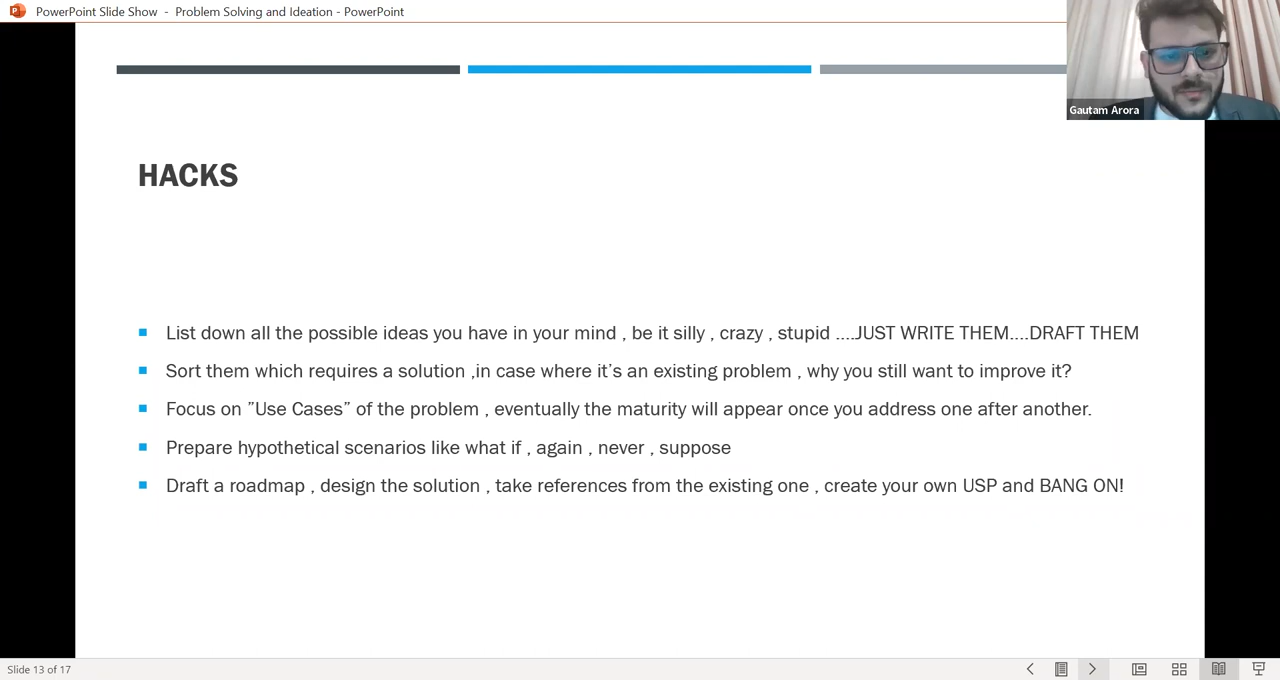 PowerPoint Slide Show - Problem Solving and Ideation - PowerPoint
Gautam Arora
HACKS
List down all the possible ideas you have in your mind , be it silly , crazy , stupid ....JUST WRITE THEM....DRAFT THEM
Sort them which requires a solution ,in case where it's an existing problem , why you still want to improve it?
Focus on ”Use Cases” of the problem , eventually the maturity will appear once you address one after another.
Prepare hypothetical scenarios like what if , again , never , suppose
Draft a roadmap , design the solution , take references from the existing one , create your own USP and BANG ON!
Slide 13 of 17